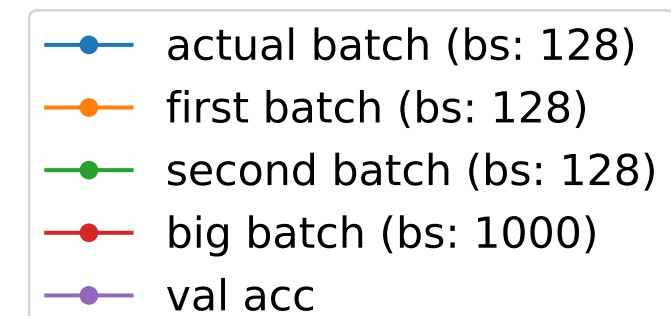 actual batch (bs: 128)
first batch (bs: 128)
second batch (bs: 128)
big batch (bs: 1000)
val acc